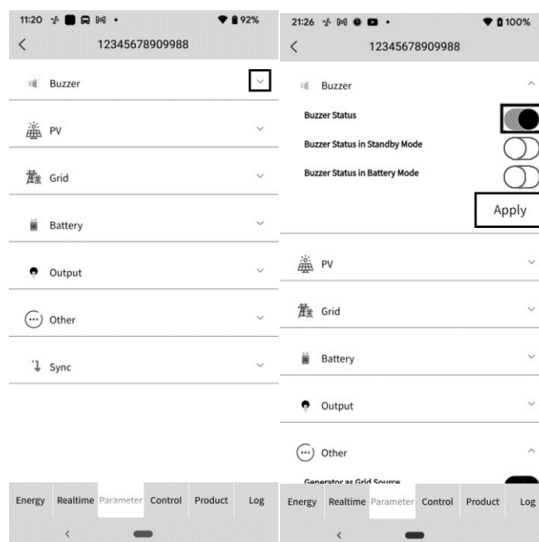 11:20
92%
12345678909988
Buzzer
PV
Grid
Battery
Output
Other
Sync
Energy Realtime Parameter Control Product Log
21:26
100%
12345678909988
Buzzer
Buzzer Status
Buzzer Status in Standby Mode
Buzzer Status in Battery Mode
Apply
PV
Grid
Battery
Output
Other
Generator as Grid Source
Energy Realtime Parameter Control Product Log